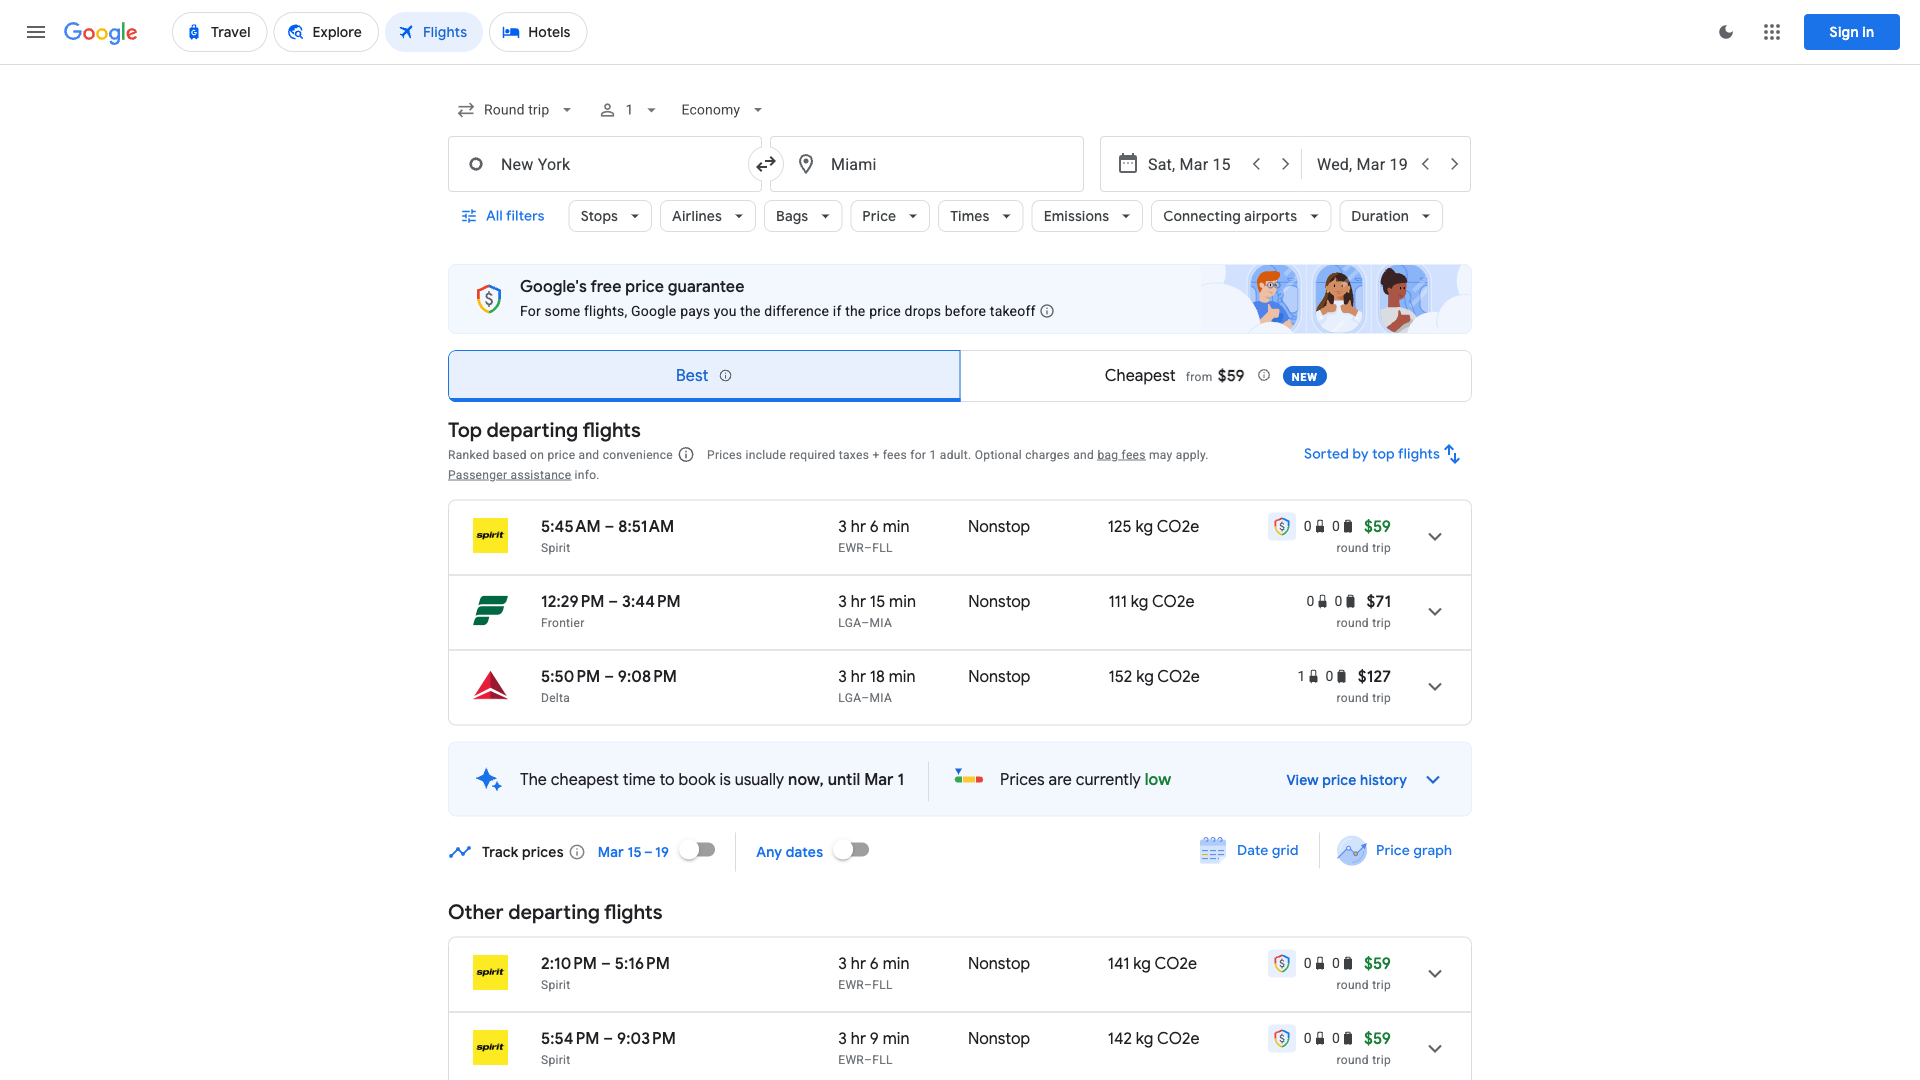 Google
Travel
Explore
Flights
Hotels
Sign in
Round trip
1
Economy
New York
Miami
Sat, Mar 15
Wed, Mar 19
All filters
Stops
Airlines
Bags
Price
Times
Emissions
Connecting airports
Duration
Google's free price guarantee
For some flights, Google pays you the difference if the price drops before takeoff
Best
Cheapest from $59 NEW
Top departing flights
Ranked based on price and convenience Prices include required taxes + fees for 1 adult. Optional charges and bag fees may apply.
Passenger assistance info.
Sorted by top flights
spirit
5:45 AM – 8:51 AM
Spirit
3 hr 6 min
EWR–FLL
Nonstop
125 kg CO2e
0 0 $59
round trip
12:29 PM – 3:44 PM
Frontier
3 hr 15 min
LGA–MIA
Nonstop
111 kg CO2e
0 0 $71
round trip
5:50 PM – 9:08 PM
Delta
3 hr 18 min
LGA–MIA
Nonstop
152 kg CO2e
1 0 $127
round trip
The cheapest time to book is usually now, until Mar 1
Prices are currently low
View price history
Track prices
Mar 15 – 19
Any dates
Date grid
Price graph
Other departing flights
spirit
2:10 PM – 5:16 PM
Spirit
3 hr 6 min
EWR–FLL
Nonstop
141 kg CO2e
0 0 $59
round trip
spirit
5:54 PM – 9:03 PM
Spirit
3 hr 9 min
EWR–FLL
Nonstop
142 kg CO2e
0 0 $59
round trip